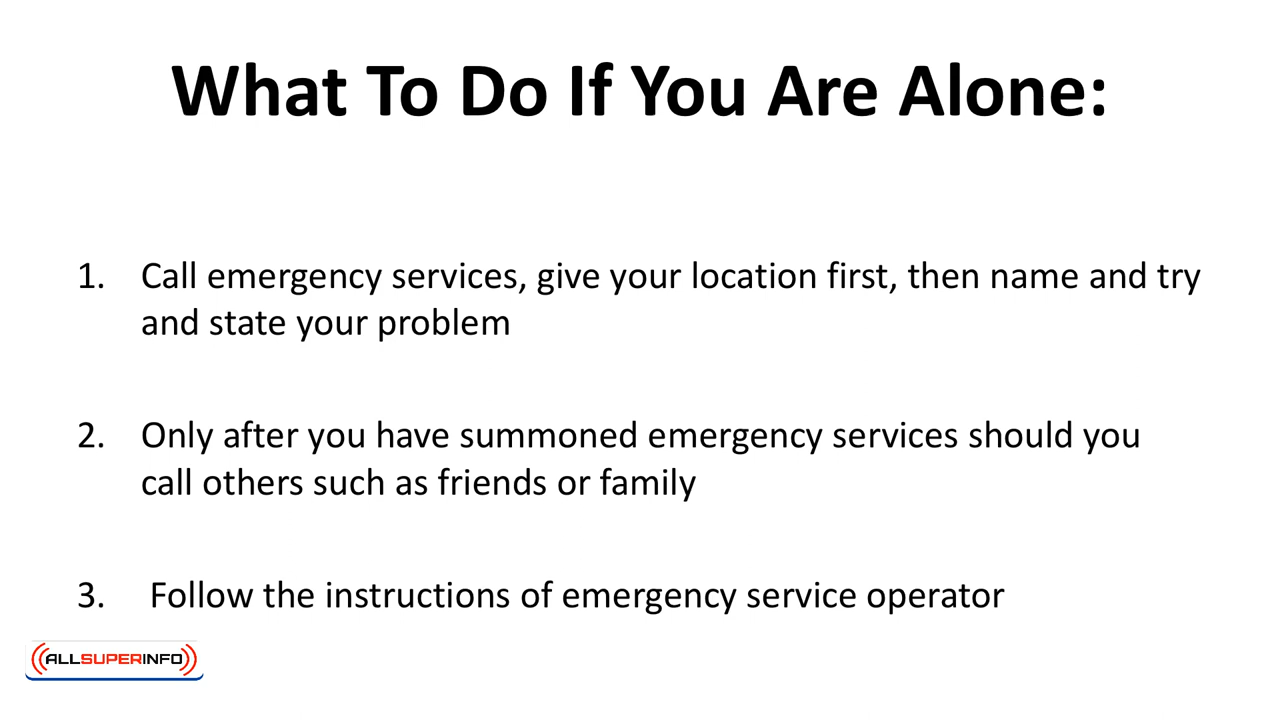 What To Do If You Are Alone:
1. Call emergency services, give your location first, then name and try
and state your problem
2. Only after you have summoned emergency services should you
call others such as friends or family
3. Follow the instructions of emergency service operator
ALLSUPERINFO